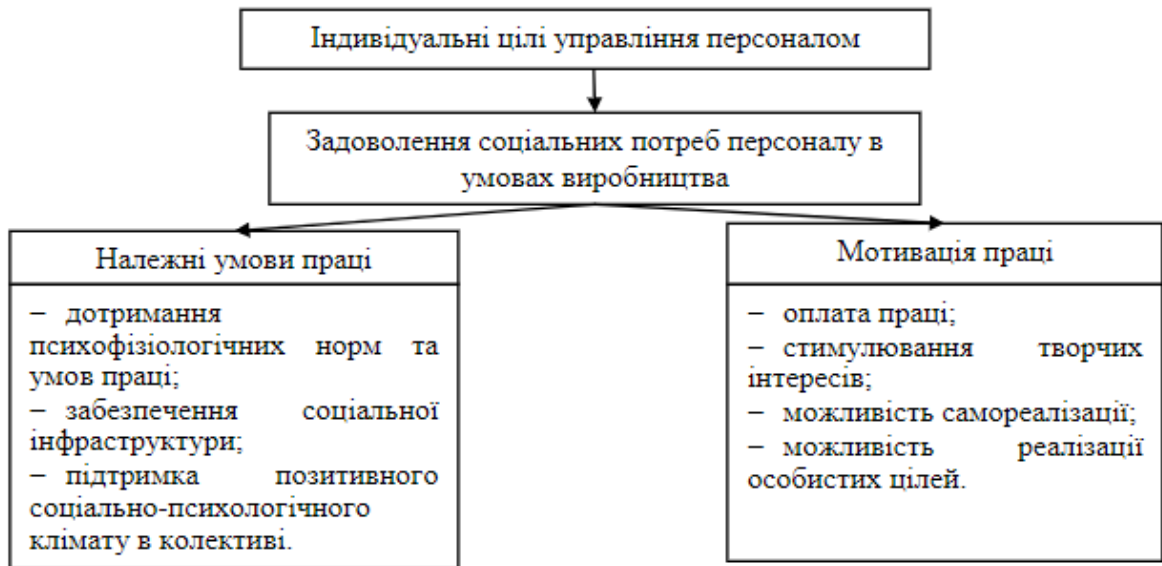 Індивідуальні цілі управління персоналом
Задоволення соціальних потреб персоналу в
умовах виробництва
Належні умови праці
– дотримання
психофізіологічних норм та
умов праці;
– забезпечення соціальної
інфраструктури;
– підтримка позитивного
соціально-психологічного
клімату в колективі.
Мотивація праці
– оплата праці;
– стимулювання творчих
інтересів;
– можливість самореалізації;
– можливість реалізації
особистих цілей.